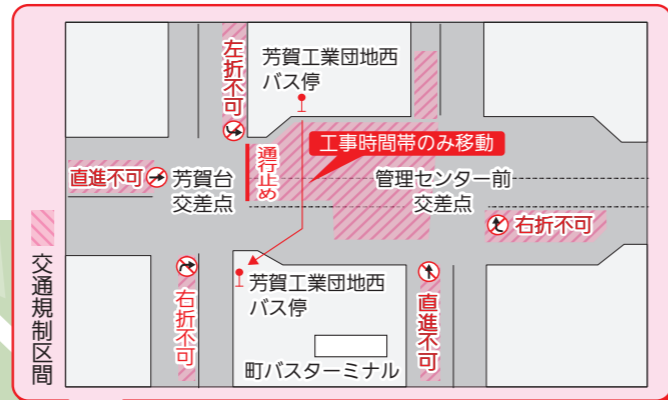 左折不可
芳賀工業団地西
バス停
工事時間帯のみ移動
通行止め
直進不可
芳賀台
交差点
管理センター前
交差点
右折不可
右折不可
芳賀工業団地西
バス停
直進不可
町バスターミナル
交通規制区間